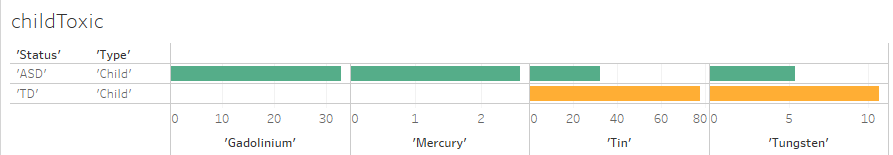 childToxic
'Status' 'Type'
'ASD' 'Child'
'TD' 'Child'
0 10 20 30 0 1 2 0 20 40 60 80 0 5 10
'Gadolinium' 'Mercury' 'Tin' 'Tungsten'